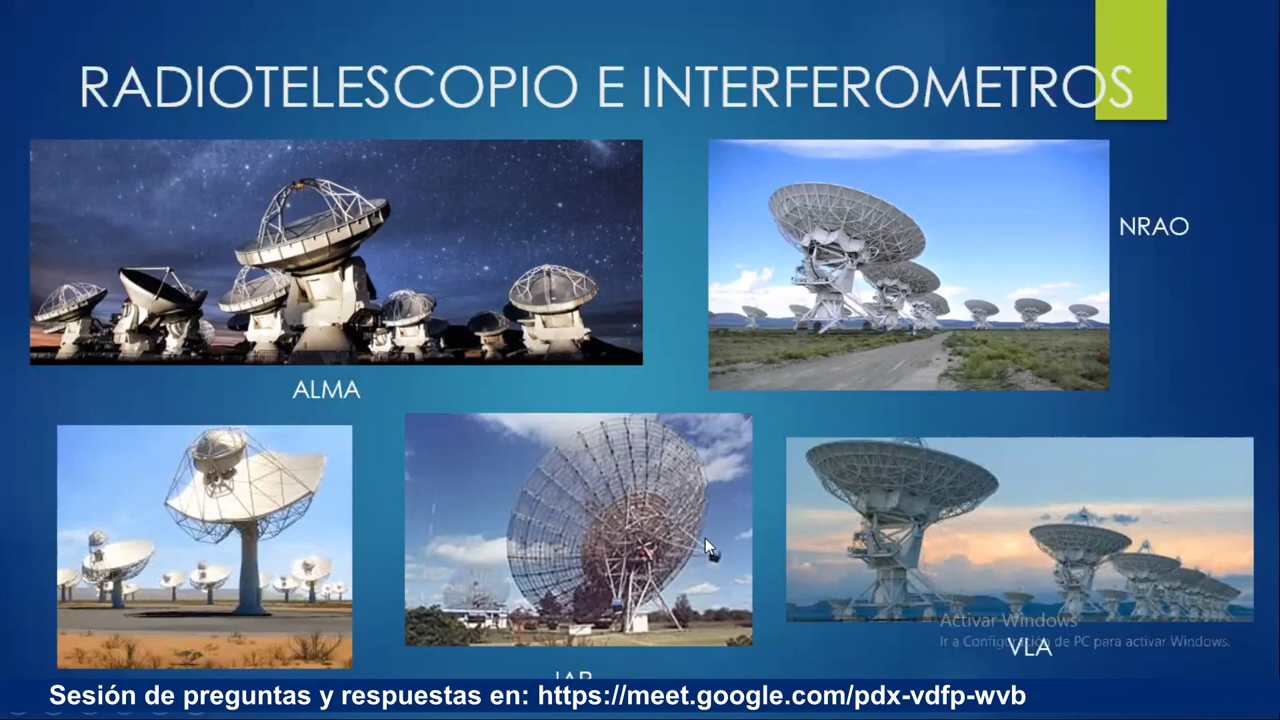 RADIOTELESCOPIO E INTERFEROMETROS
NRAO
ALMA
Activar Windows
Ir a Configuración de PC para activar Windows.
VLA
IAR
Sesión de preguntas y respuestas en: https://meet.google.com/pdx-vdfp-wvb